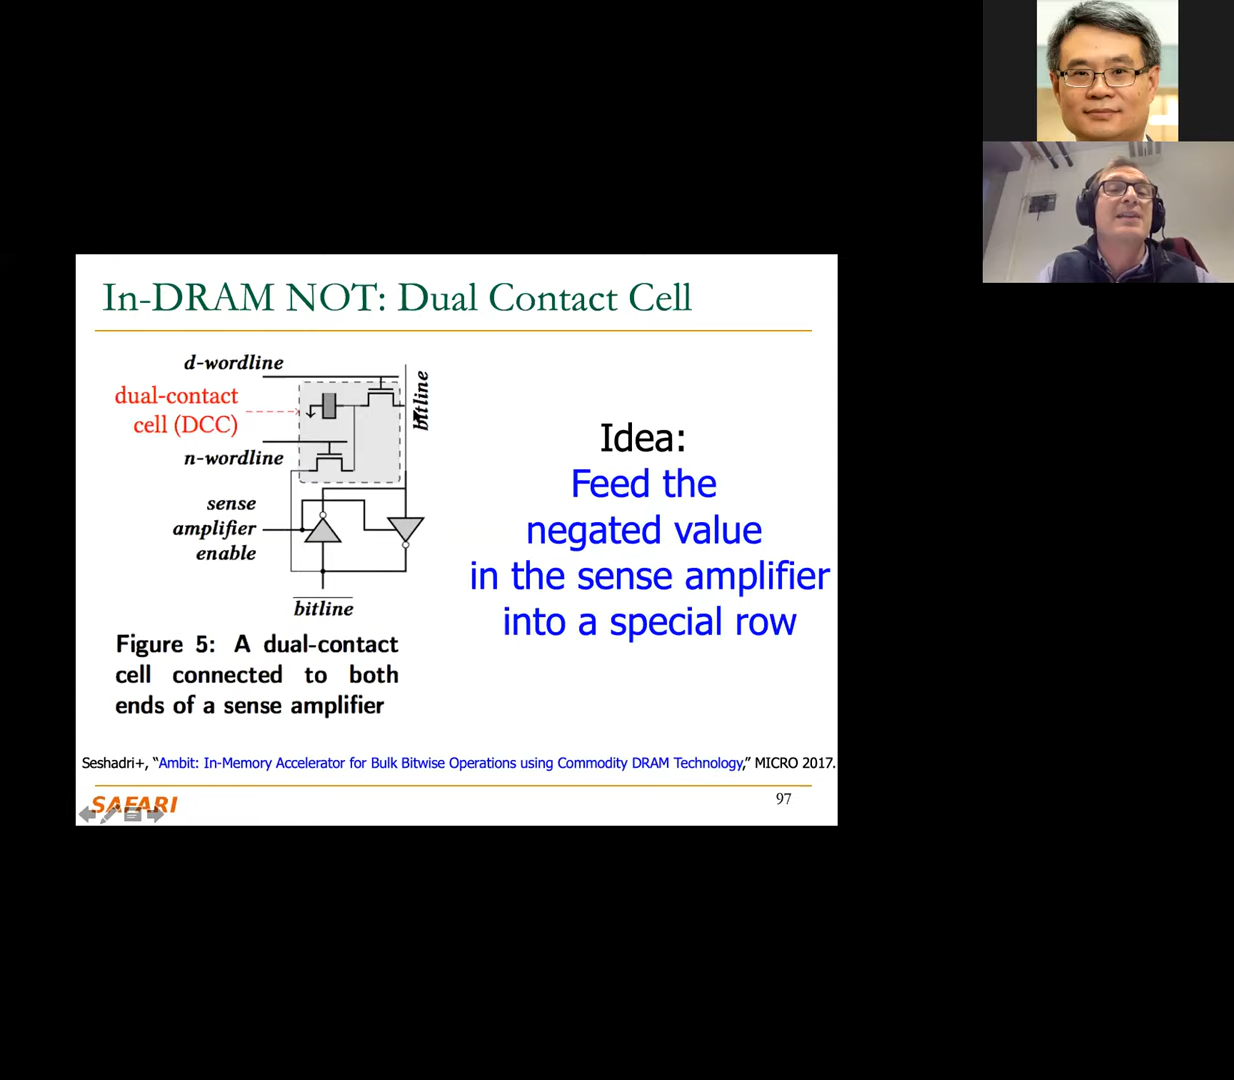 In-DRAM NOT: Dual Contact Cell
d-wordline
dual-contact
cell (DCC)
n-wordline
sense
amplifier
enable
bitline
bitline
Figure 5: A dual-contact
cell connected to both
ends of a sense amplifier
Idea:
Feed the
negated value
in the sense amplifier
into a special row
Seshadri+, “Ambit: In-Memory Accelerator for Bulk Bitwise Operations using Commodity DRAM Technology,” MICRO 2017.
SAFARI
97